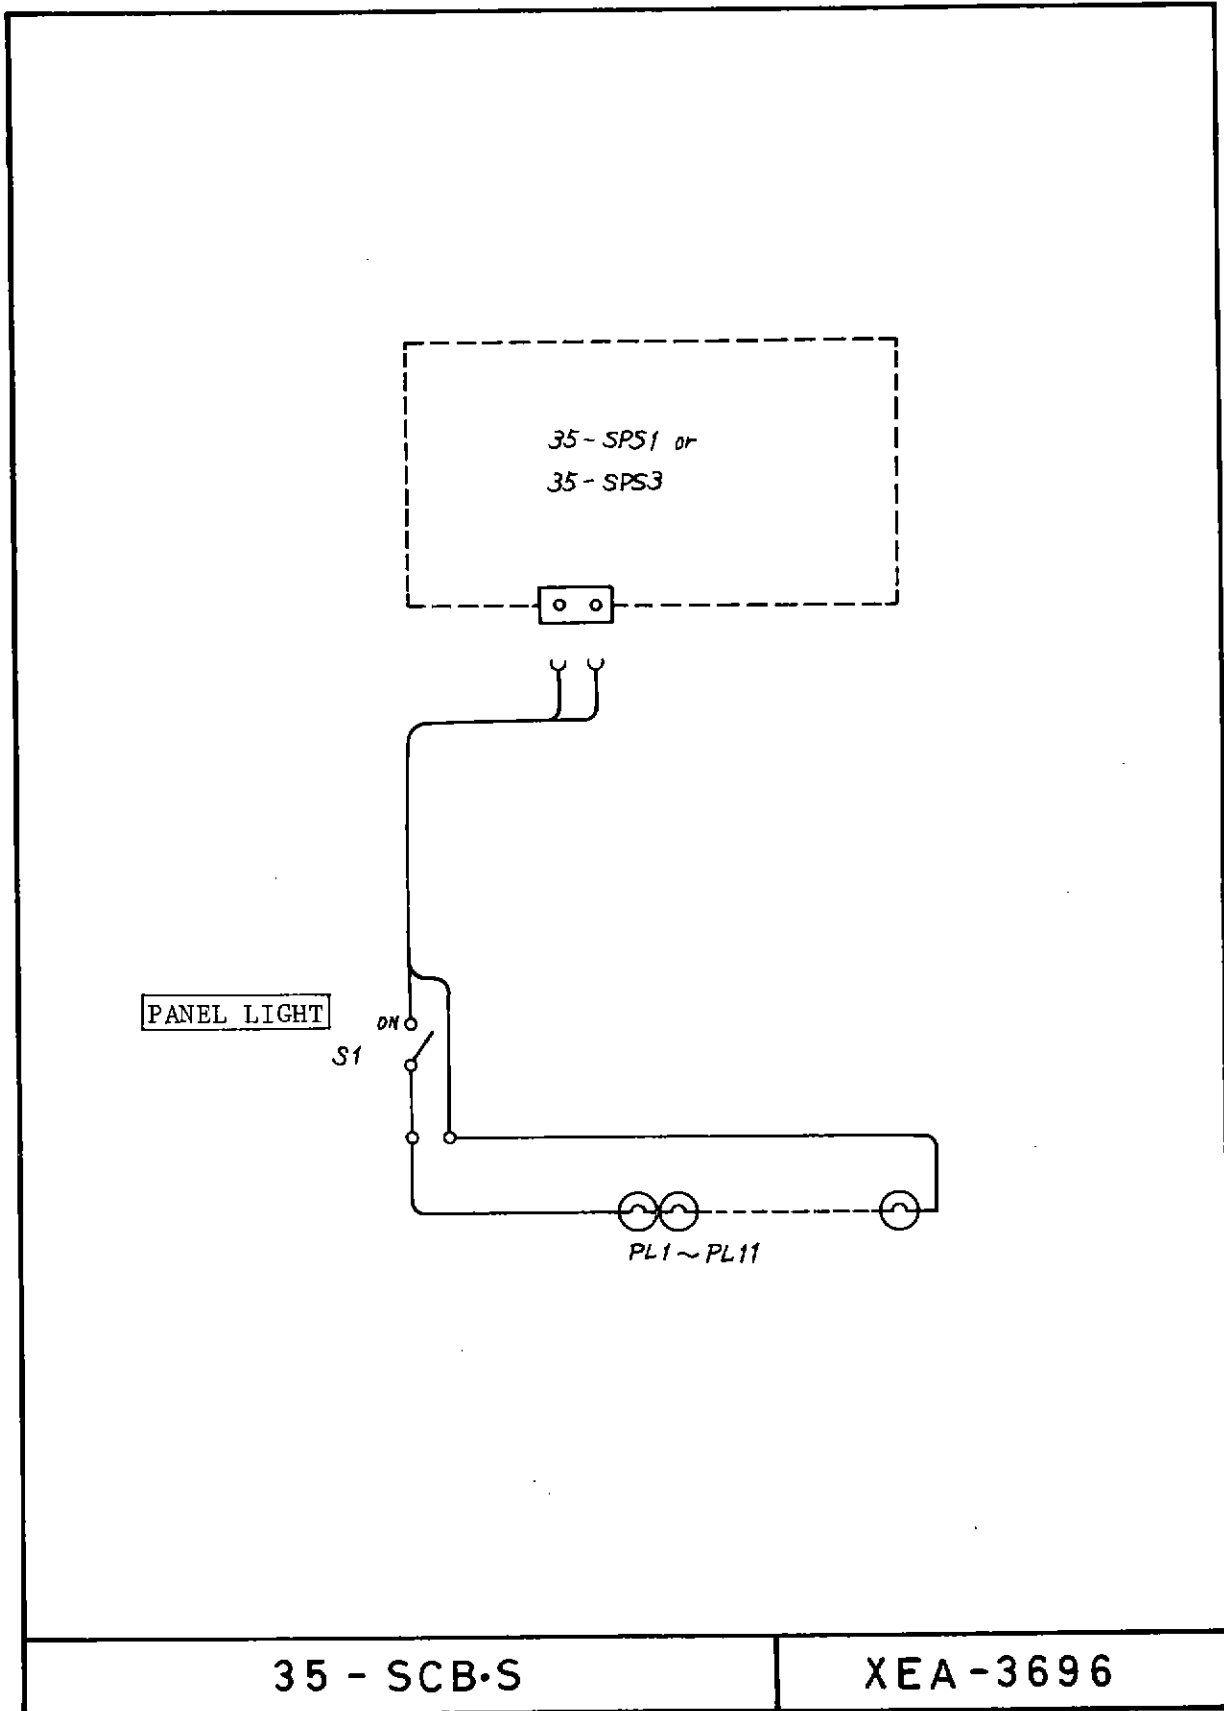 35-SPS1 or
35-SPS3
PANEL LIGHT
ON
S1
PL1~PL11
35-SCB·S
XEA-3696